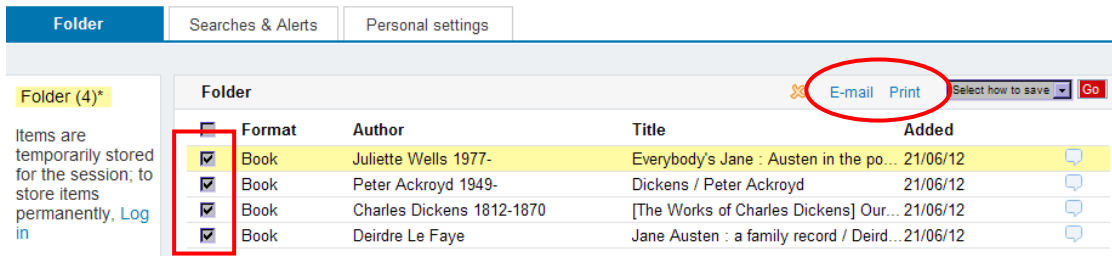 Folder Searches & Alerts Personal settings
Folder (4)*
Items are
temporarily stored
for the session; to
store items
permanently, Log
in
Folder E-mail Print Select how to save Go
Format Author Title Added
Book Juliette Wells 1977- Everybody's Jane : Austen in the po... 21/06/12
Book Peter Ackroyd 1949- Dickens / Peter Ackroyd 21/06/12
Book Charles Dickens 1812-1870 [The Works of Charles Dickens] Our... 21/06/12
Book Deirdre Le Faye Jane Austen : a family record / Deird... 21/06/12